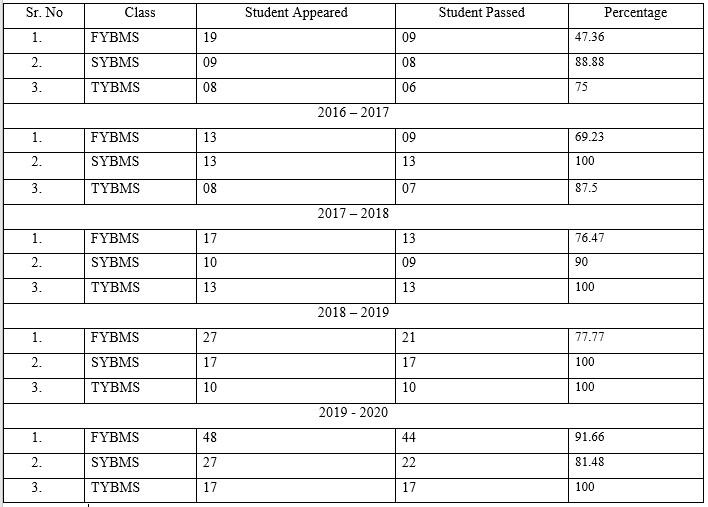 Sr. No Class Student Appeared Student Passed Percentage
1. FYBMS 19 09 47.36
2. SYBMS 09 08 88.88
3. TYBMS 08 06 75
2016 – 2017
1. FYBMS 13 09 69.23
2. SYBMS 13 13 100
3. TYBMS 08 07 87.5
2017 – 2018
1. FYBMS 17 13 76.47
2. SYBMS 10 09 90
3. TYBMS 13 13 100
2018 – 2019
1. FYBMS 27 21 77.77
2. SYBMS 17 17 100
3. TYBMS 10 10 100
2019 - 2020
1. FYBMS 48 44 91.66
2. SYBMS 27 22 81.48
3. TYBMS 17 17 100